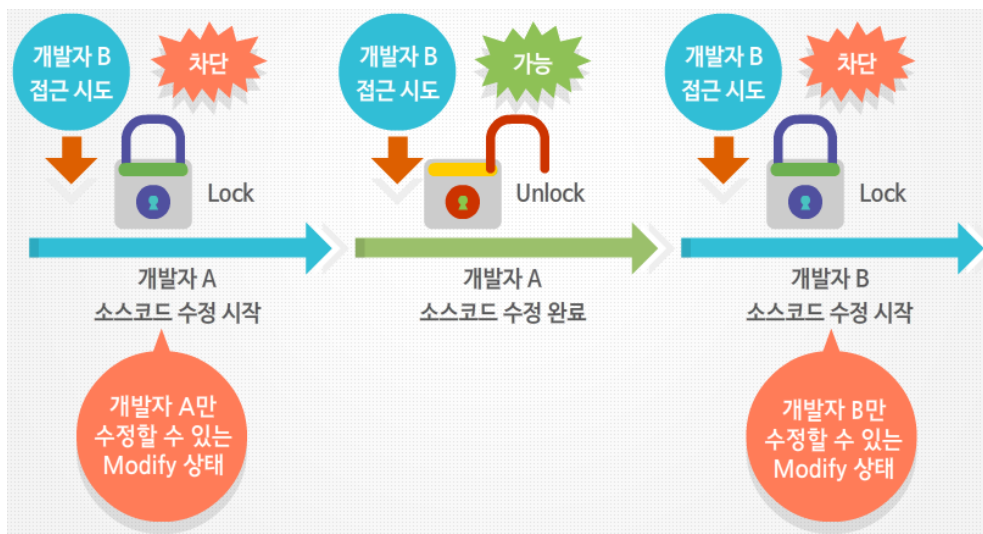 개발자 B
접근 시도
차단
Lock
개발자 A
소스코드 수정 시작
개발자 A만
수정할 수 있는
Modify 상태
개발자 B
접근 시도
가능
Unlock
개발자 A
소스코드 수정 완료
개발자 B
접근 시도
차단
Lock
개발자 B
소스코드 수정 시작
개발자 B만
수정할 수 있는
Modify 상태